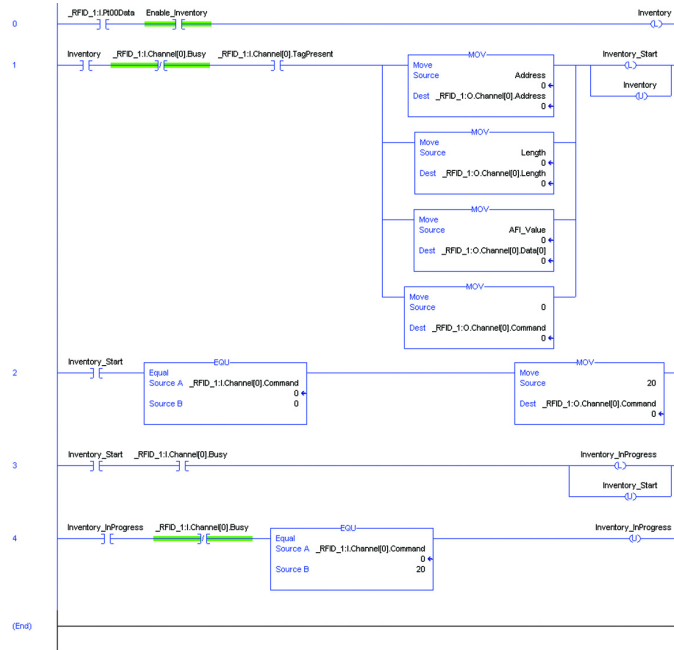 _RFID_1:I.Pt00Data Enable_Inventory Inventory
0 L
Inventory _RFID_1:I.Channel[0].Busy _RFID_1:I.Channel[0].TagPresent MOV Inventory_Start
1 / L
Move
Source Address
0
Dest _RFID_1:O.Channel[0].Address
0
Inventory
U
MOV
Move
Source Length
0
Dest _RFID_1:O.Channel[0].Length
0
MOV
Move
Source AFI_Value
0
Dest _RFID_1:O.Channel[0].Data[0]
0
MOV
Move
Source 0
Dest _RFID_1:O.Channel[0].Command
0
Inventory_Start EQU MOV
2
Equal
Source A _RFID_1:I.Channel[0].Command
0
Source B 0
Move
Source 20
Dest _RFID_1:O.Channel[0].Command
0
Inventory_Start _RFID_1:I.Channel[0].Busy Inventory_InProgress
3 L
Inventory_Start
U
Inventory_InProgress _RFID_1:I.Channel[0].Busy EQU Inventory_InProgress
4 / U
Equal
Source A _RFID_1:I.Channel[0].Command
0
Source B 20
(End)